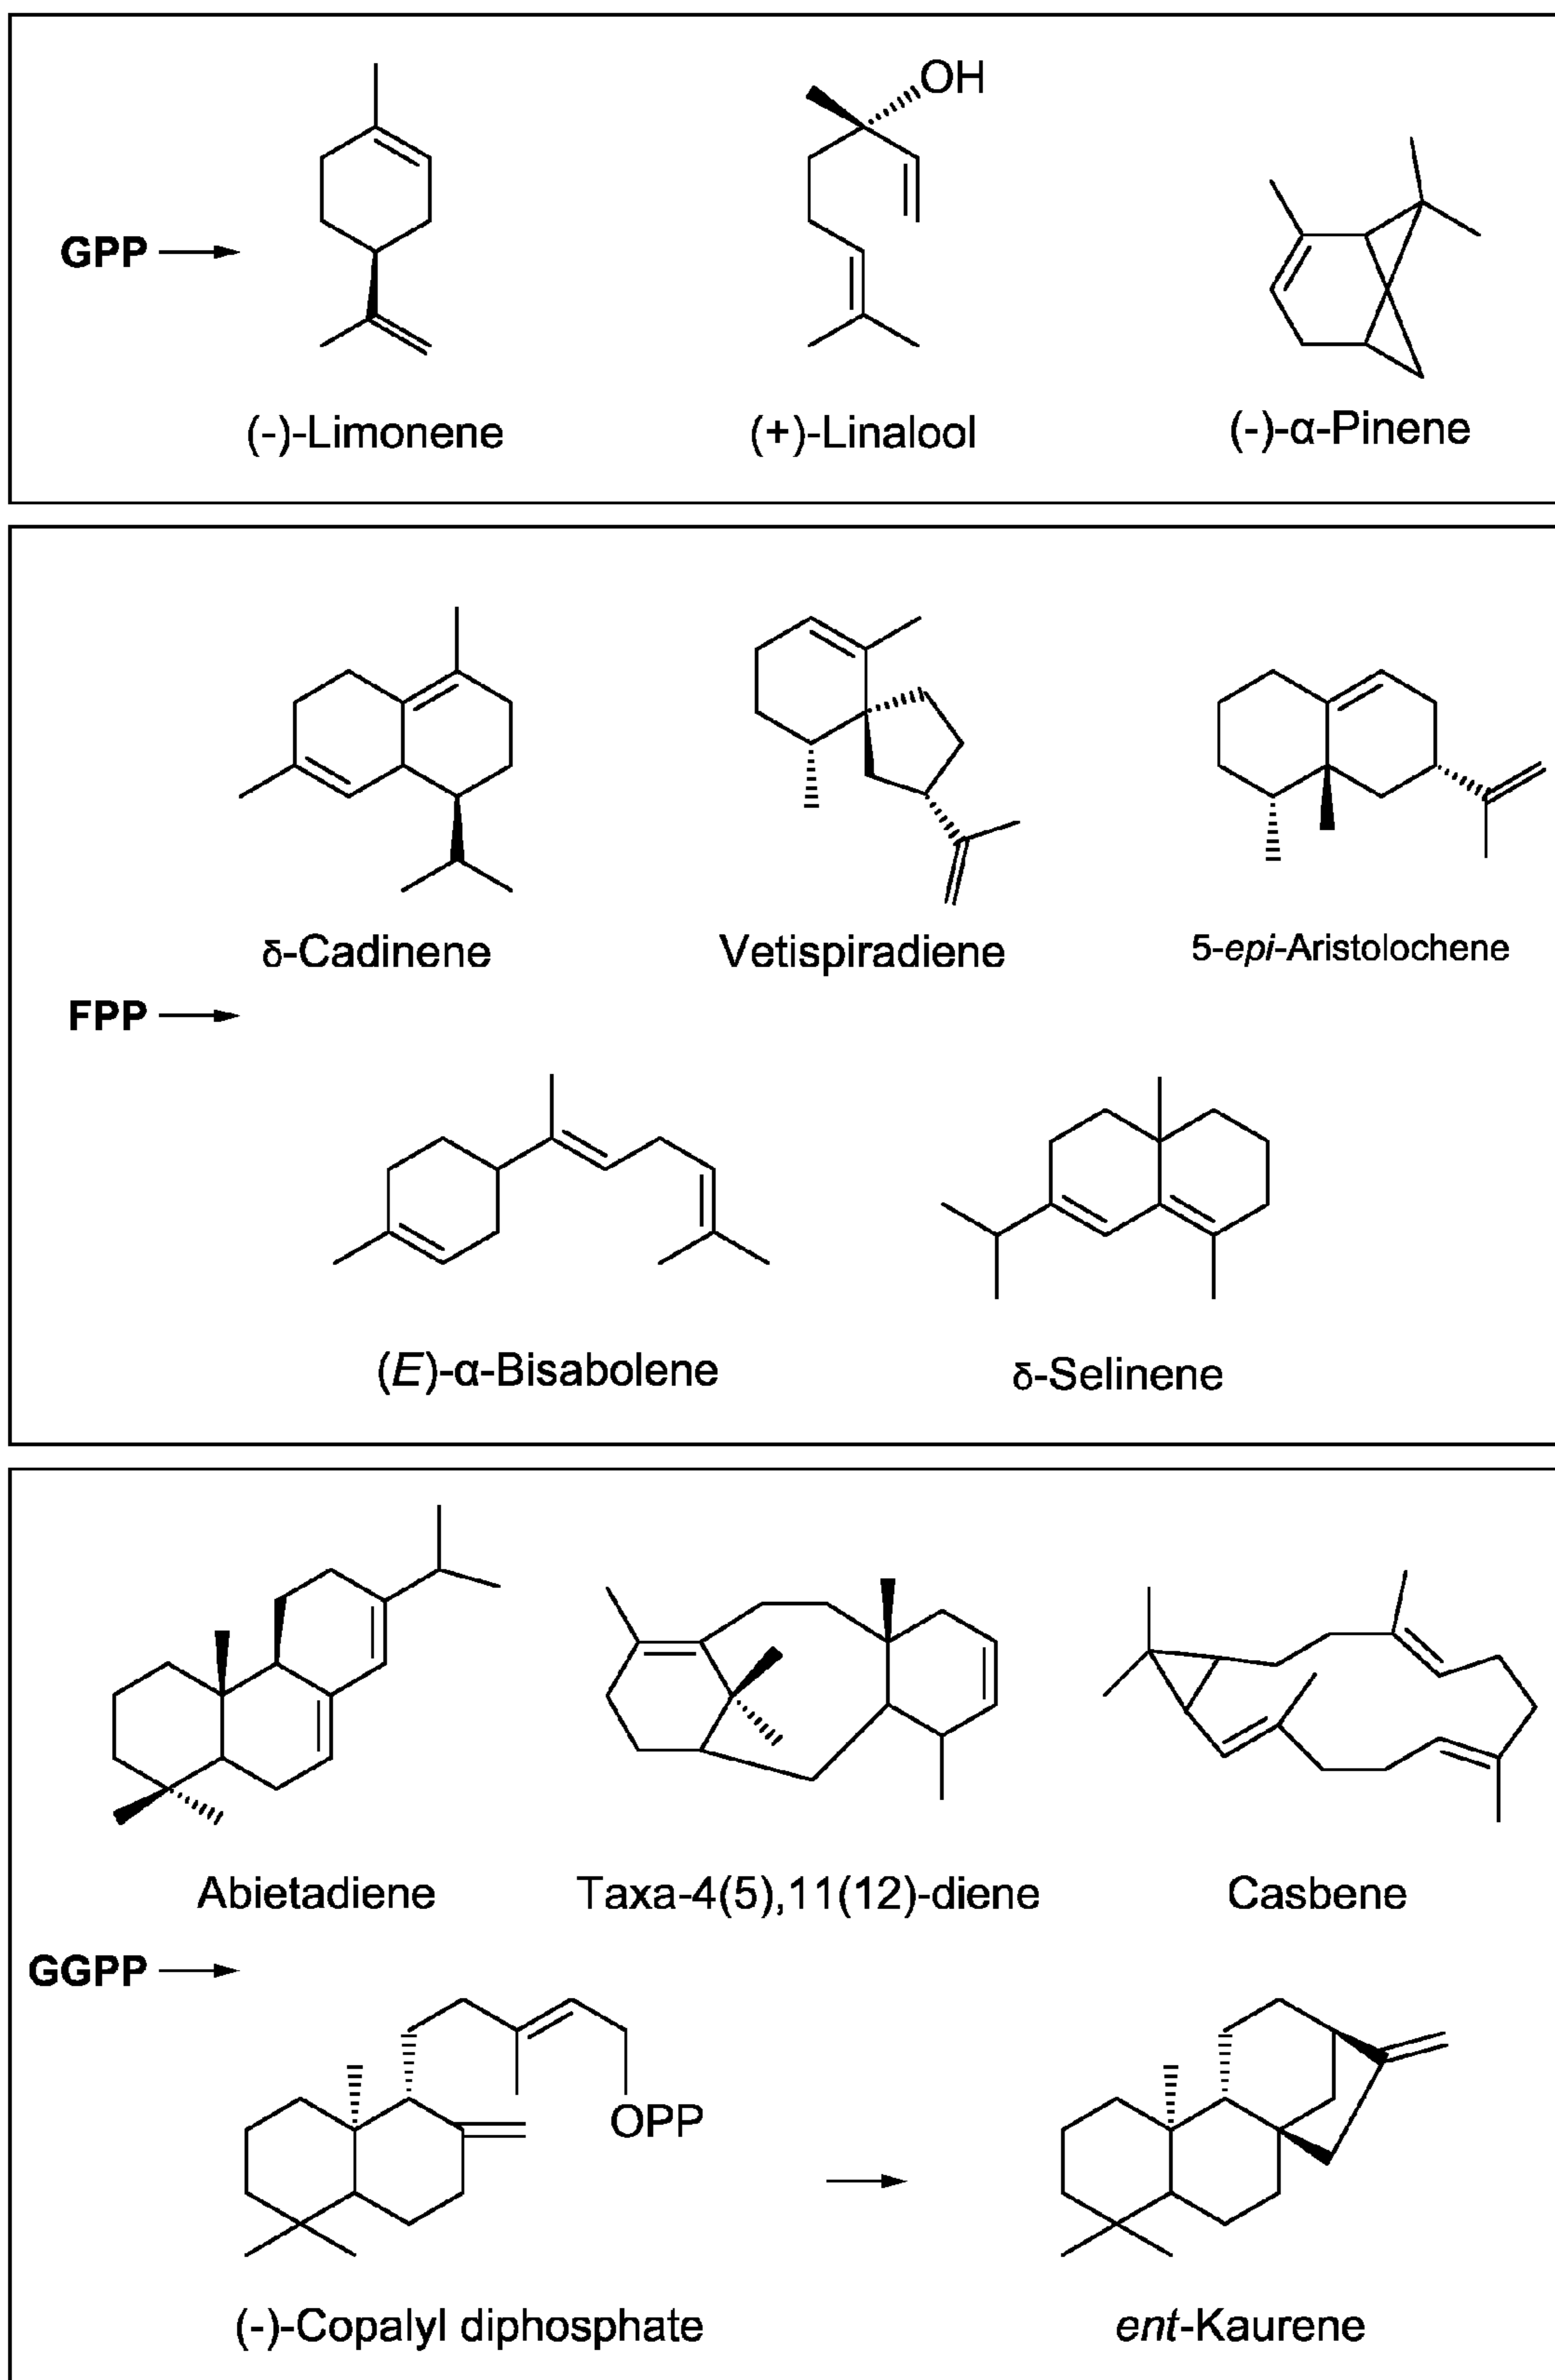 OH
GPP
(-)-Limonene
(+)-Linalool
(-)-α-Pinene
δ-Cadinene
Vetispiradiene
5-epi-Aristolochene
FPP
(E)-α-Bisabolene
δ-Selinene
Abietadiene
Taxa-4(5),11(12)-diene
Casbene
GGPP
OPP
(-)-Copalyl diphosphate
ent-Kaurene